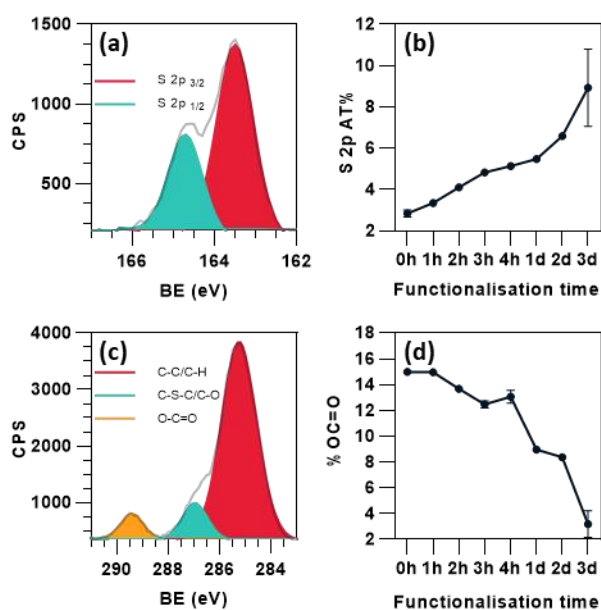 (a)
1500
1000
500
CPS
S 2p 3/2
S 2p 1/2
166 164 162
BE (eV)
(b)
12
10
8
6
4
2
S 2p AT%
0h 1h 2h 3h 4h 1d 2d 3d
Functionalisation time
(c)
4000
3000
2000
1000
CPS
C-C/C-H
C-S-C/C-O
O-C=O
290 288 286 284
BE (eV)
(d)
18
16
14
12
10
8
6
4
2
% OC=O
0h 1h 2h 3h 4h 1d 2d 3d
Functionalisation time